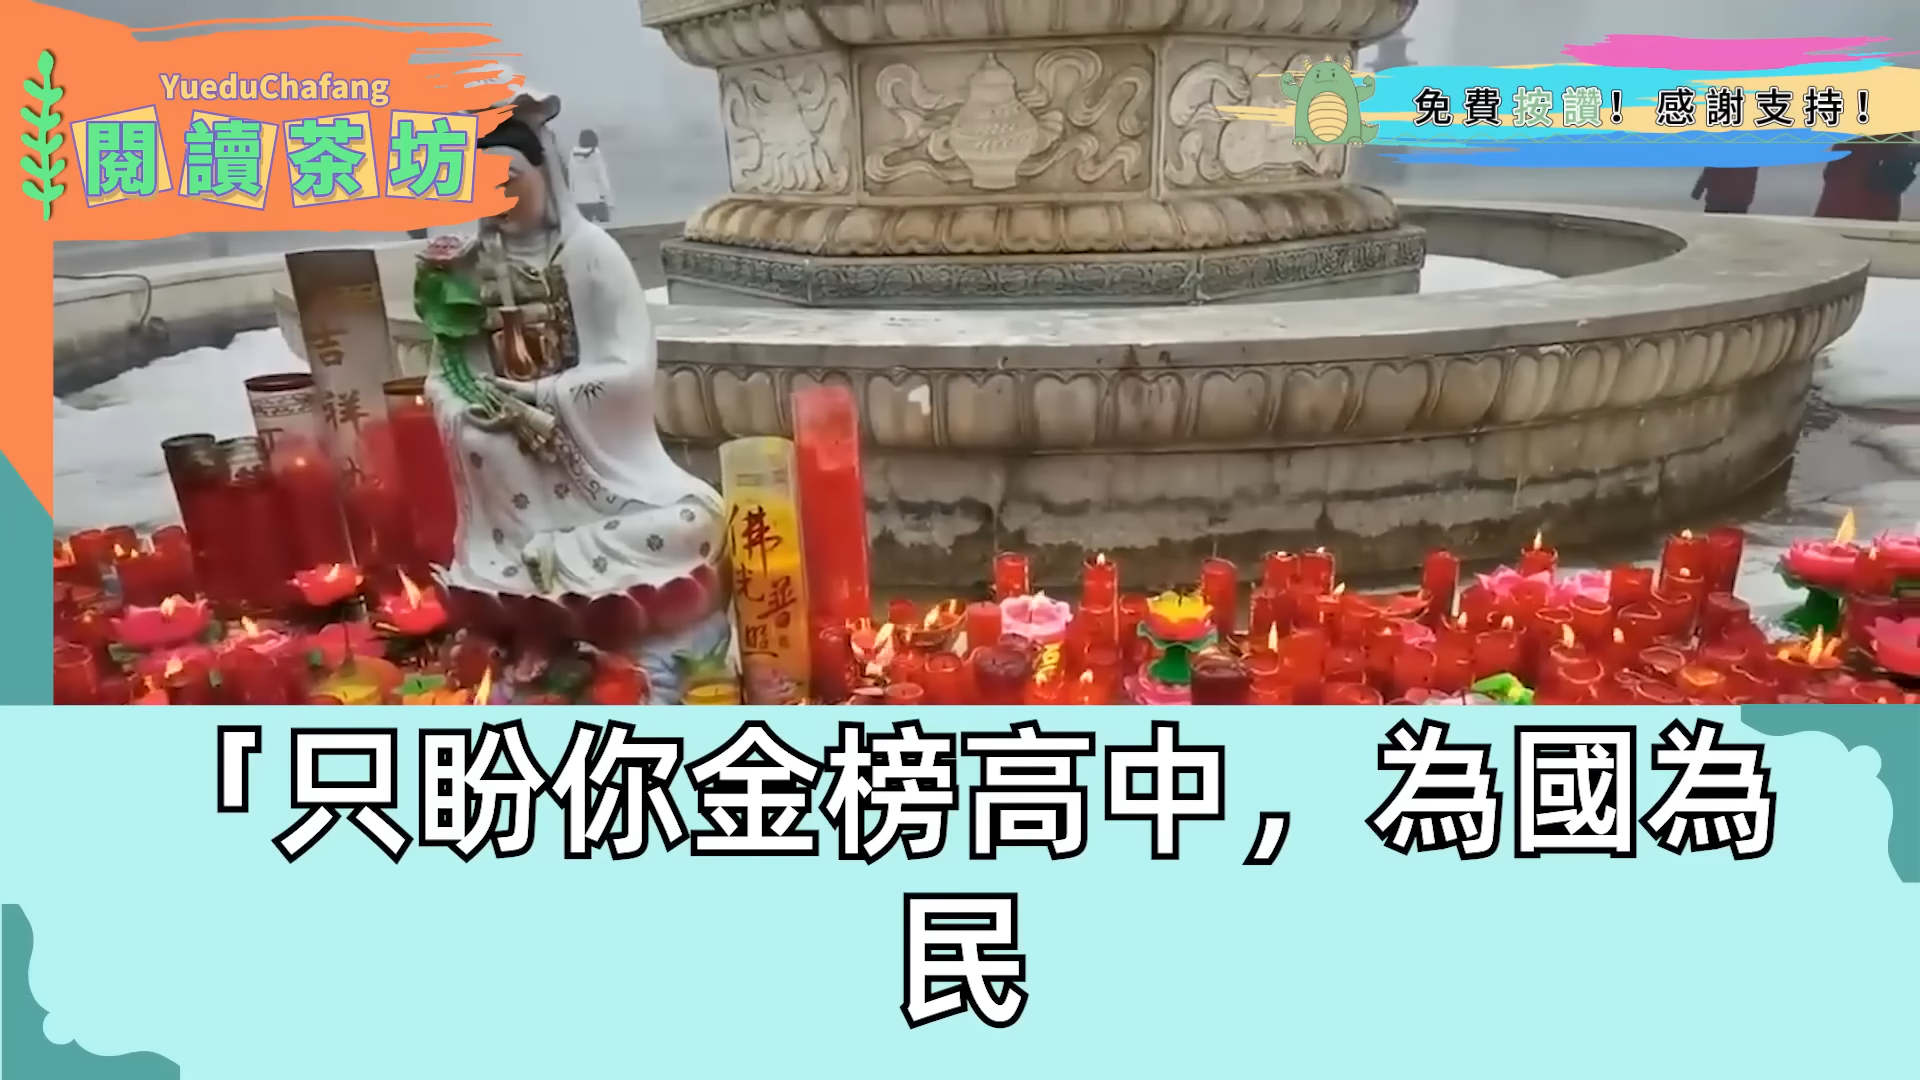 YueduChafang
閱讀茶坊
免費按讚！感謝支持！
吉祥
佛光普照
「只盼你金榜高中，為國為
民